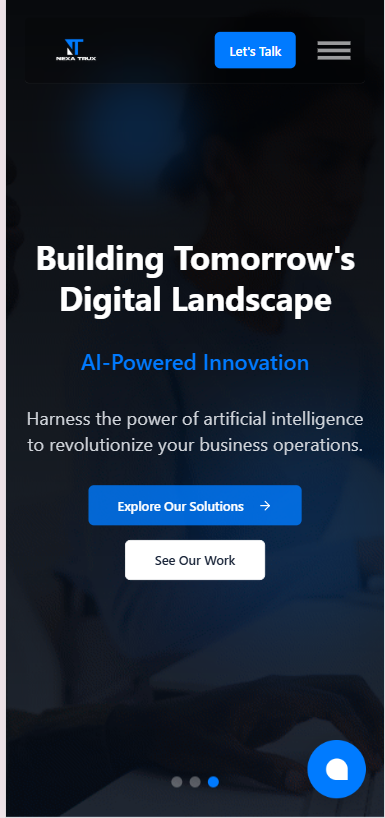 NEXA TRUX
Let's Talk
Building Tomorrow's
Digital Landscape
AI-Powered Innovation
Harness the power of artificial intelligence
to revolutionize your business operations.
Explore Our Solutions
See Our Work